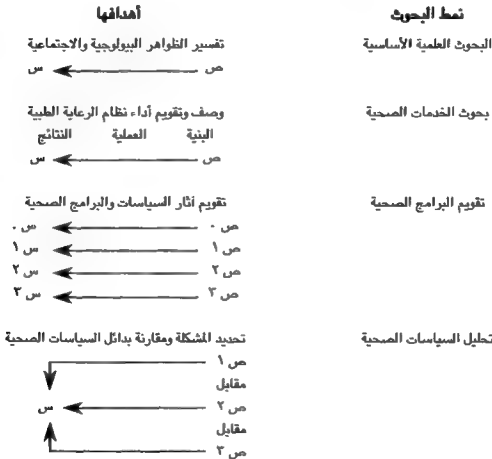 نمط البحوث أهدافها
البحوث العلمية الأساسية تفسير الظواهر البيولوجية والاجتماعية
ص س
بحوث الخدمات الصحية وصف وتقويم أداء نظام الرعاية الطبية
البنية العملية النتائج
ص س
تقويم البرامج الصحية تقويم آثار السياسات والبرامج الصحية
ص ٠ س ٠
ص ١ س ١
ص ٢ س ٢
ص ٣ س ٣
تحليل السياسات الصحية تحديد المشكلة ومقارنة بدائل السياسات الصحية
ص ١
مقابل
ص ٢ س
مقابل
ص ٣